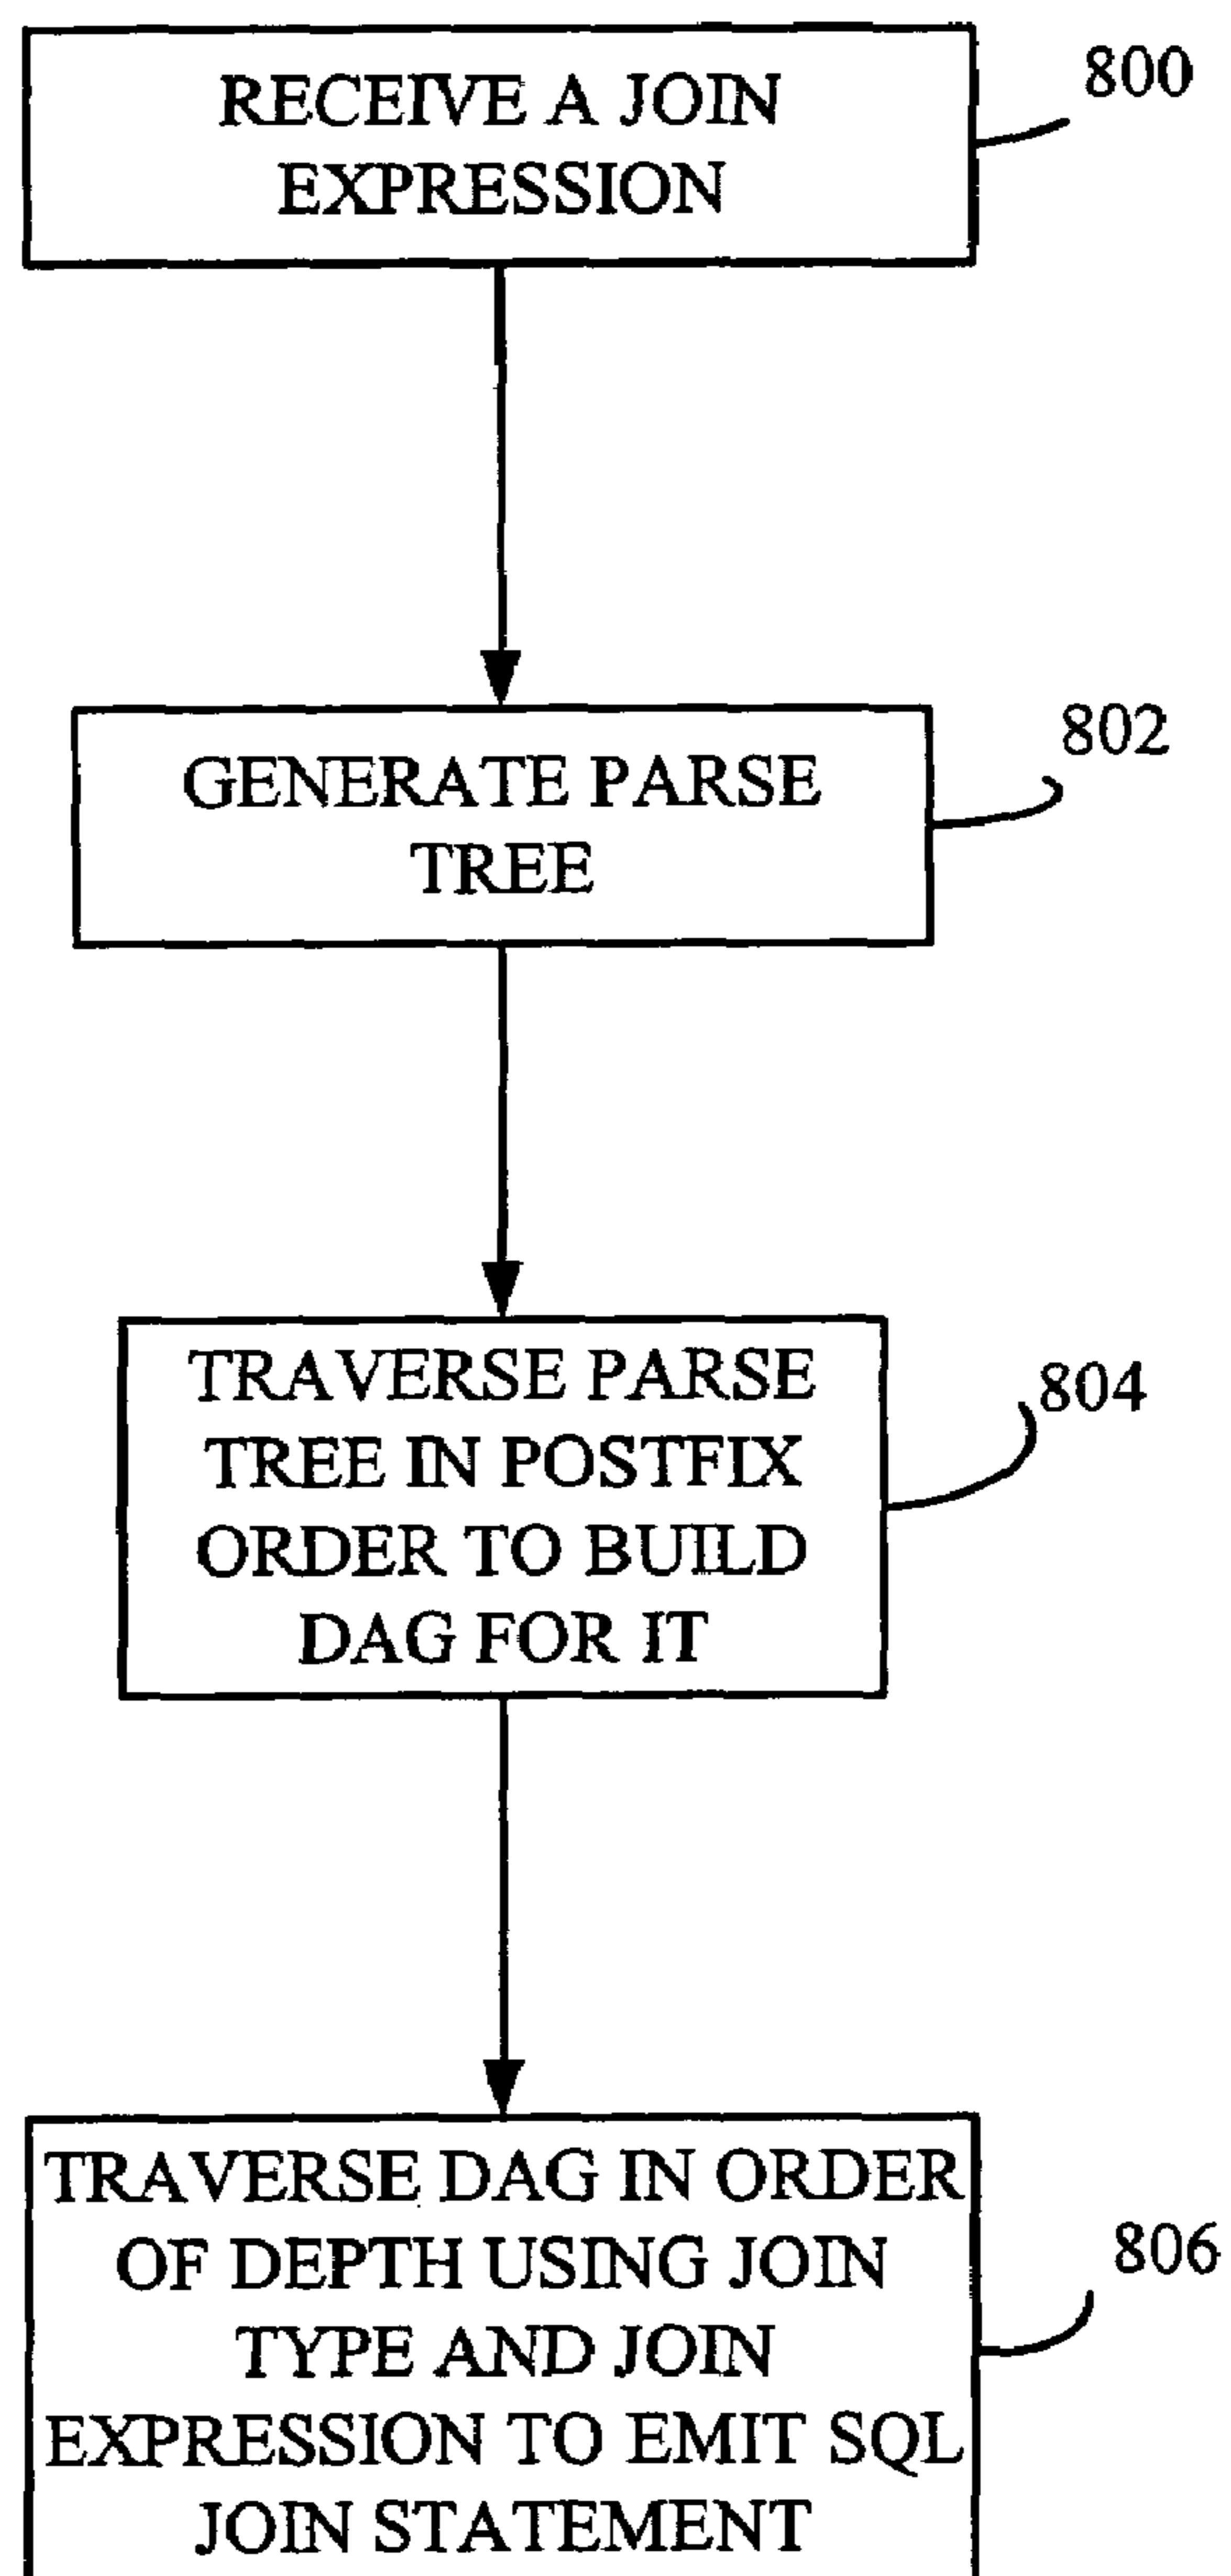 RECEIVE A JOIN
EXPRESSION
800
GENERATE PARSE
TREE
802
TRAVERSE PARSE
TREE IN POSTFIX
ORDER TO BUILD
DAG FOR IT
804
TRAVERSE DAG IN ORDER
OF DEPTH USING JOIN
TYPE AND JOIN
EXPRESSION TO EMIT SQL
JOIN STATEMENT
806